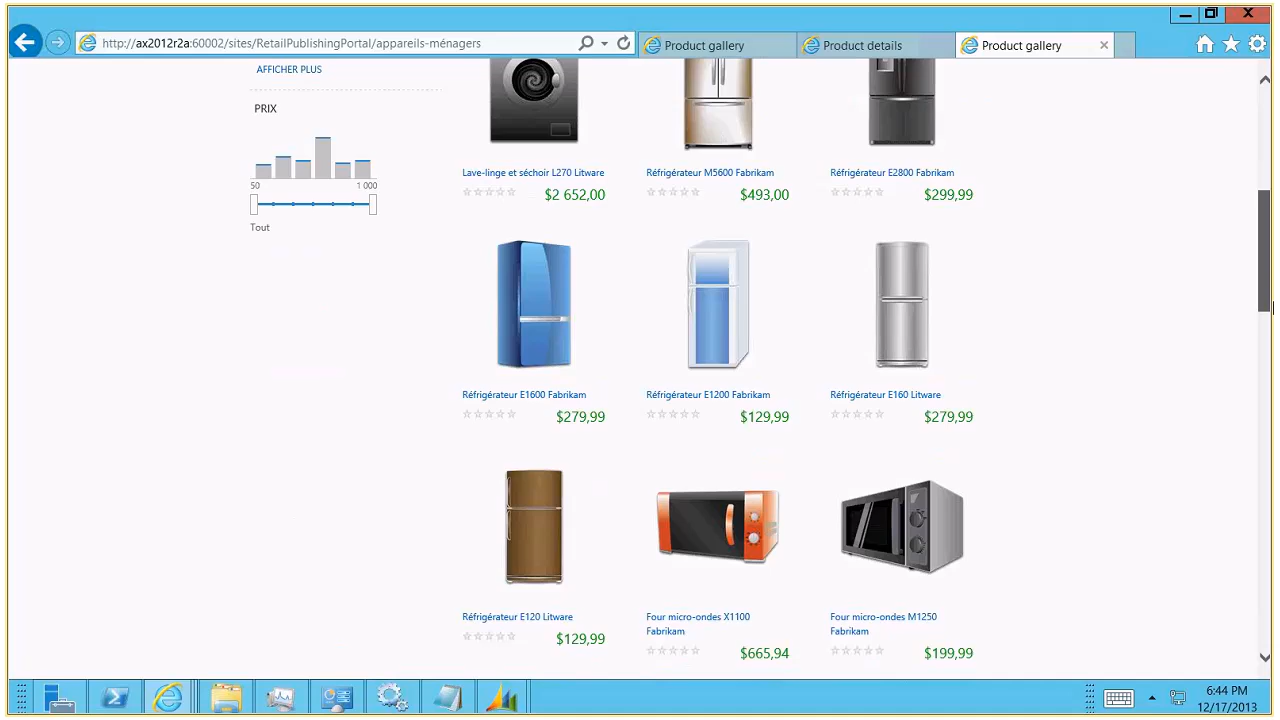 http://ax2012r2a:60002/sites/RetailPublishingPortal/appareils-ménagers
Product gallery
Product details
Product gallery
AFFICHER PLUS
PRIX
50
1 000
Tout
Lave-linge et séchoir L270 Litware
$2 652,00
Réfrigérateur M5600 Fabrikam
$493,00
Réfrigérateur E2800 Fabrikam
$299,99
Réfrigérateur E1600 Fabrikam
$279,99
Réfrigérateur E1200 Fabrikam
$129,99
Réfrigérateur E160 Litware
$279,99
Réfrigérateur E120 Litware
$129,99
Four micro-ondes X1100
Fabrikam
$665,94
Four micro-ondes M1250
Fabrikam
$199,99
6:44 PM
12/17/2013